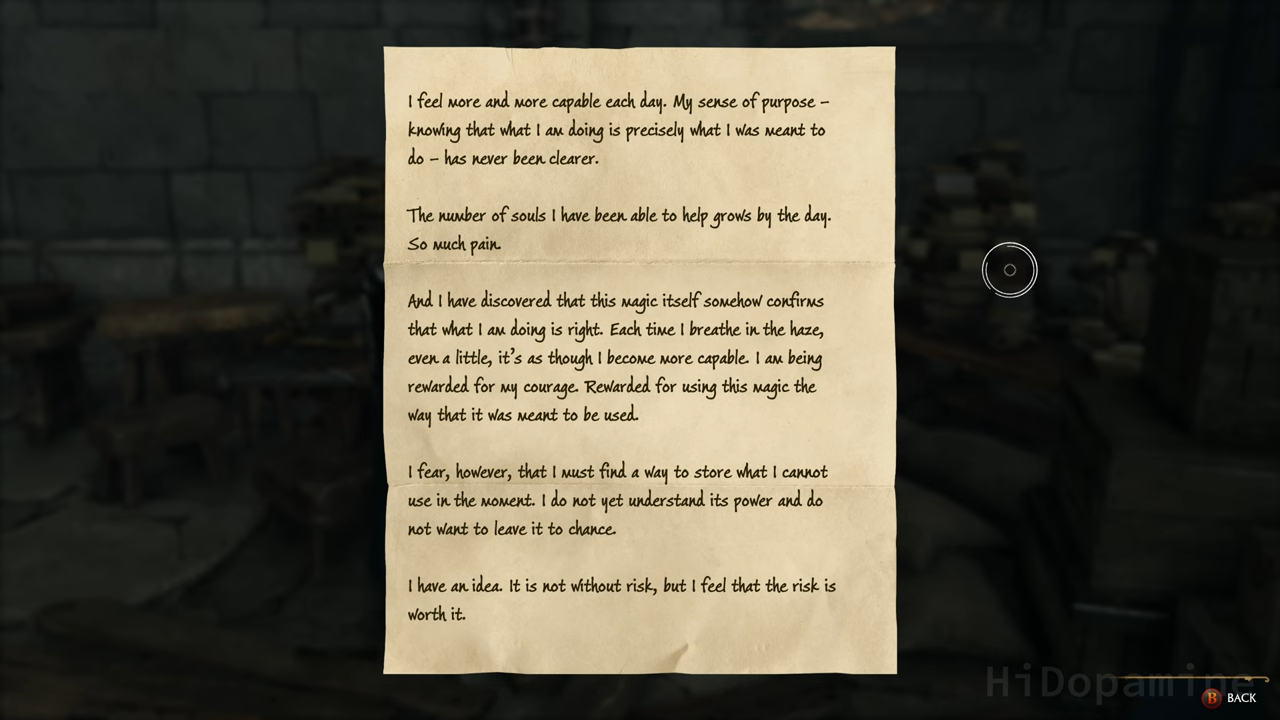 I feel more and more capable each day. My sense of purpose –
knowing that what I am doing is precisely what I was meant to
do – has never been clearer.
The number of souls I have been able to help grows by the day.
So much pain.
And I have discovered that this magic itself somehow confirms
that what I am doing is right. Each time I breathe in the haze,
even a little, it's as though I become more capable. I am being
rewarded for my courage. Rewarded for using this magic the
way that it was meant to be used.
I fear, however, that I must find a way to store what I cannot
use in the moment. I do not yet understand its power and do
not want to leave it to chance.
I have an idea. It is not without risk, but I feel that the risk is
worth it.
HiDopamine
B BACK